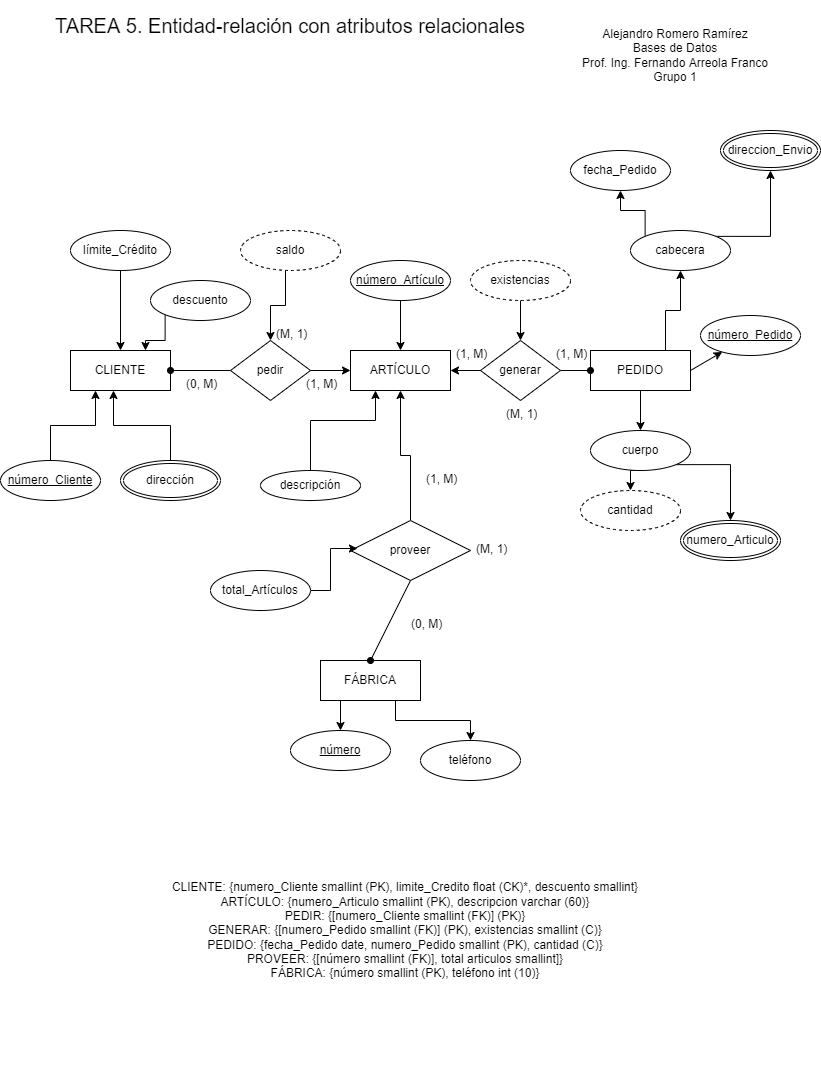 TAREA 5. Entidad-relación con atributos relacionales
Alejandro Romero Ramírez
Bases de Datos
Prof. Ing. Fernando Arreola Franco
Grupo 1
direccion_Envio
fecha_Pedido
límite_Crédito
saldo
cabecera
número_Artículo
existencias
descuento
número_Pedido
(M, 1)
(1, M)
(1, M)
CLIENTE
pedir
ARTÍCULO
generar
PEDIDO
(0, M)
(1, M)
(M, 1)
cuerpo
número_Cliente
dirección
descripción
(1, M)
cantidad
numero_Articulo
proveer
(M, 1)
total_Artículos
(0, M)
FÁBRICA
número
teléfono
CLIENTE: {numero_Cliente smallint (PK), limite_Credito float (CK)*, descuento smallint}
ARTÍCULO: {numero_Articulo smallint (PK), descripcion varchar (60)}
PEDIR: {[numero_Cliente smallint (FK)] (PK)}
GENERAR: {[numero_Pedido smallint (FK)] (PK), existencias smallint (C)}
PEDIDO: {fecha_Pedido date, numero_Pedido smallint (PK), cantidad (C)}
PROVEER: {[número smallint (FK)], total articulos smallint]}
FÁBRICA: {número smallint (PK), teléfono int (10)}